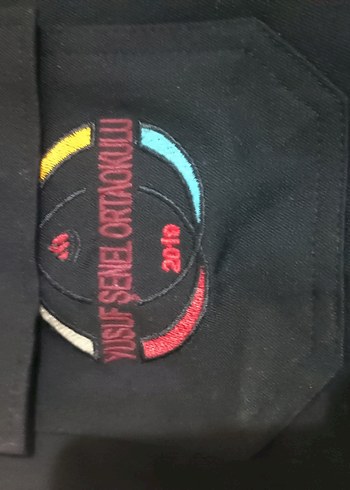 YUSUF ŞENEL ORTAOKULU
2019